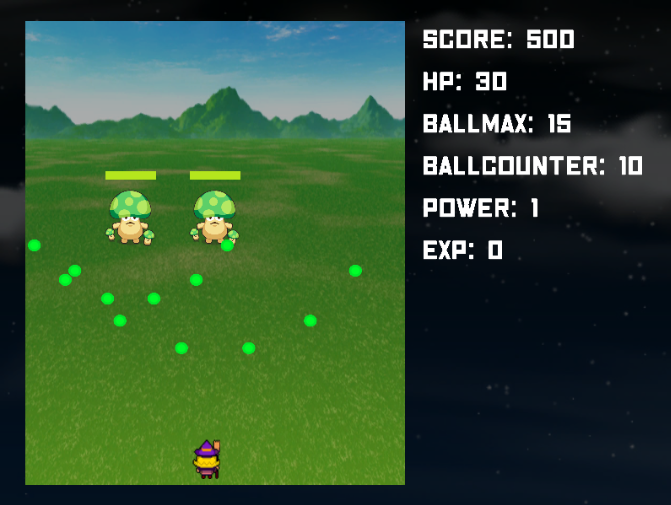 SCORE: 500
HP: 30
BALLMAX: 15
BALLCOUNTER: 10
POWER: 1
EXP: 0